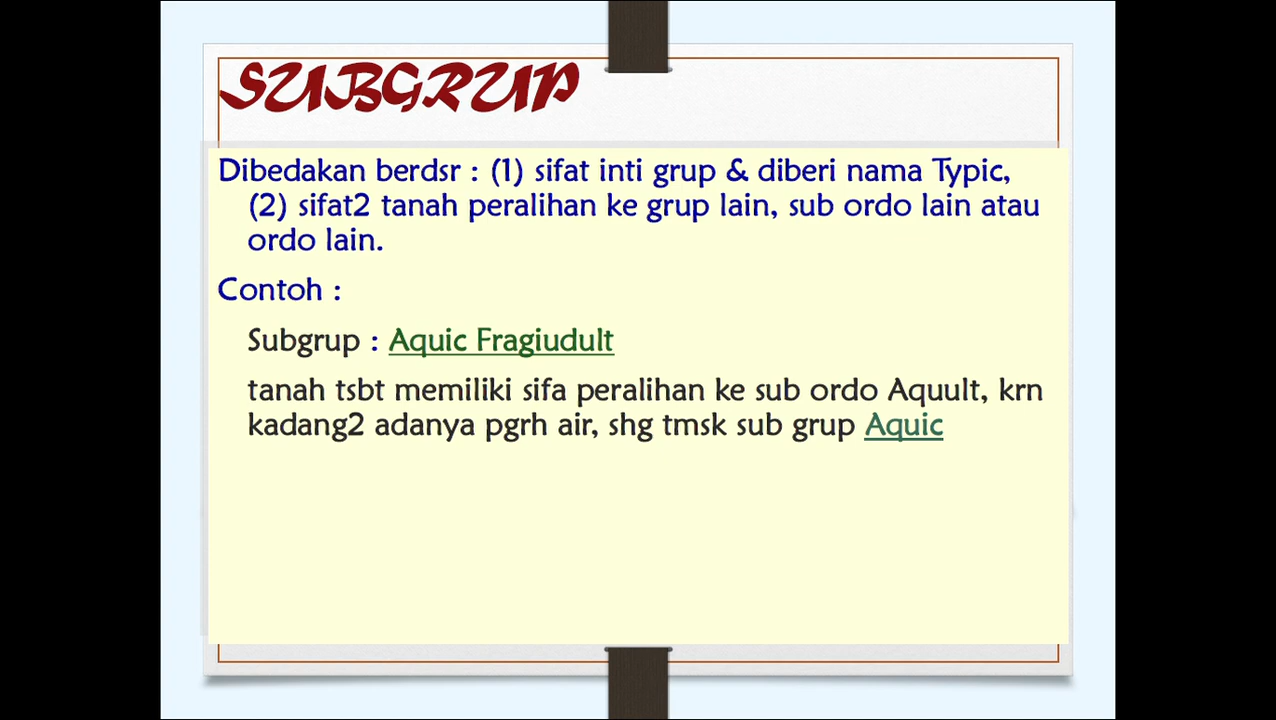 SUBGRUP
Dibedakan berdsr : (1) sifat inti grup & diberi nama Typic,
(2) sifat2 tanah peralihan ke grup lain, sub ordo lain atau
ordo lain.
Contoh :
Subgrup : Aquic Fragiudult
tanah tsbt memiliki sifa peralihan ke sub ordo Aquult, krn
kadang2 adanya pgrh air, shg tmsk sub grup Aquic